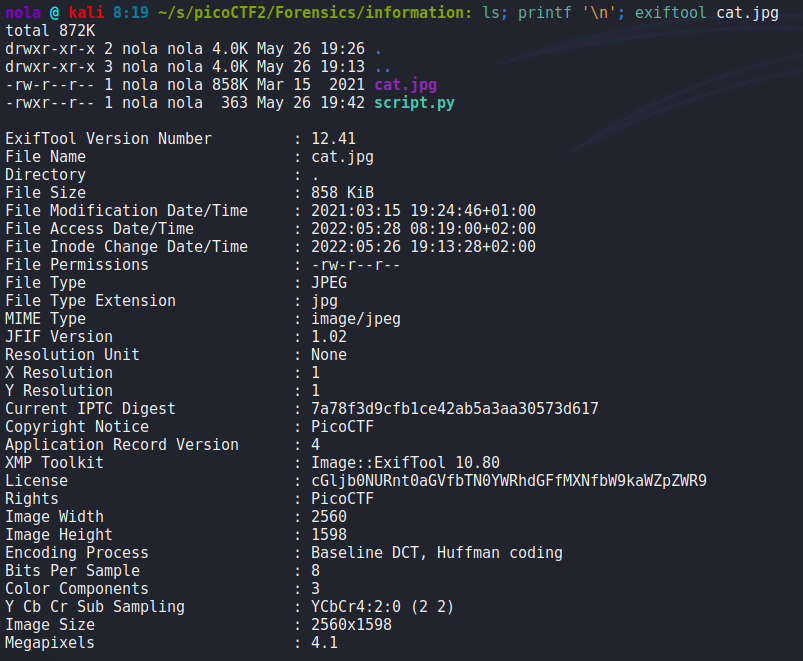 nola @ kali 8:19 ~/s/picoCTF2/Forensics/information: ls; printf '\n'; exiftool cat.jpg
total 872K
drwxr-xr-x 2 nola nola 4.0K May 26 19:26 .
drwxr-xr-x 3 nola nola 4.0K May 26 19:13 ..
-rw-r--r-- 1 nola nola 858K Mar 15  2021 cat.jpg
-rwxr--r-- 1 nola nola  363 May 26 19:42 script.py

ExifTool Version Number         : 12.41
File Name                       : cat.jpg
Directory                       : .
File Size                       : 858 KiB
File Modification Date/Time     : 2021:03:15 19:24:46+01:00
File Access Date/Time           : 2022:05:28 08:19:00+02:00
File Inode Change Date/Time     : 2022:05:26 19:13:28+02:00
File Permissions                : -rw-r--r--
File Type                       : JPEG
File Type Extension             : jpg
MIME Type                       : image/jpeg
JFIF Version                    : 1.02
Resolution Unit                 : None
X Resolution                    : 1
Y Resolution                    : 1
Current IPTC Digest             : 7a78f3d9cfb1ce42ab5a3aa30573d617
Copyright Notice                : PicoCTF
Application Record Version      : 4
XMP Toolkit                     : Image::ExifTool 10.80
License                         : cGljb0NURnt0aGVfbTN0YWRhdGFfMXNfbW9kaWZpZWR9
Rights                          : PicoCTF
Image Width                     : 2560
Image Height                    : 1598
Encoding Process                : Baseline DCT, Huffman coding
Bits Per Sample                 : 8
Color Components                : 3
Y Cb Cr Sub Sampling            : YCbCr4:2:0 (2 2)
Image Size                      : 2560x1598
Megapixels                      : 4.1